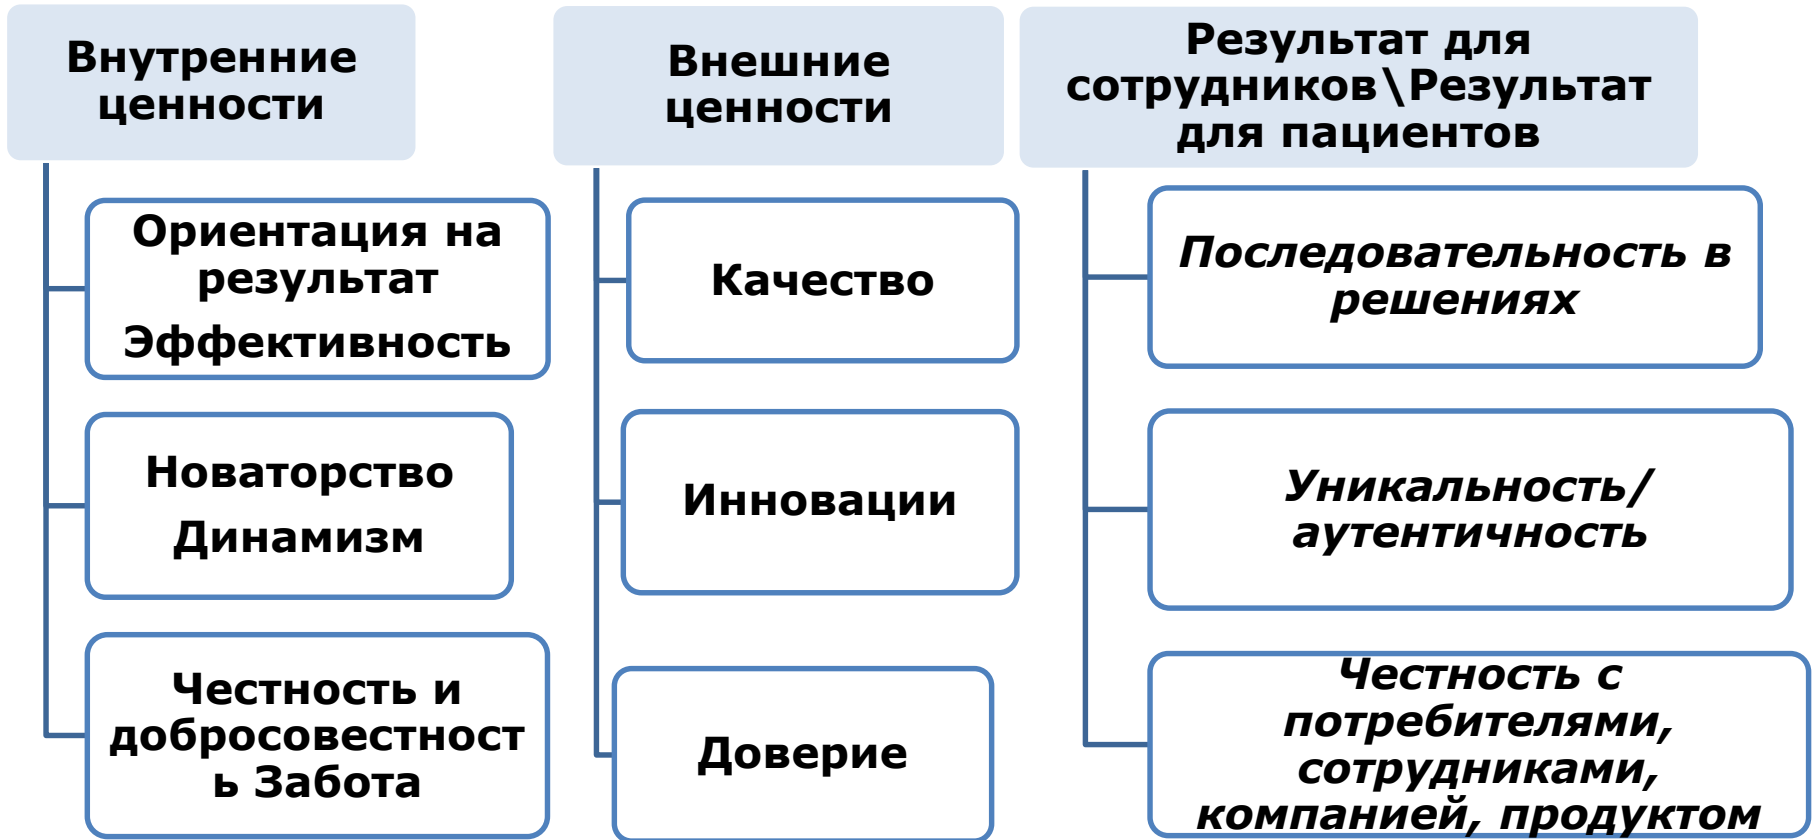 Внутренние
ценности
Ориентация на
результат
Эффективность
Новаторство
Динамизм
Честность и
добросовестност
ь Забота
Внешние
ценности
Качество
Инновации
Доверие
Результат для
сотрудников\Результат
для пациентов
Последовательность в
решениях
Уникальность/
аутентичность
Честность с
потребителями,
сотрудниками,
компанией, продуктом